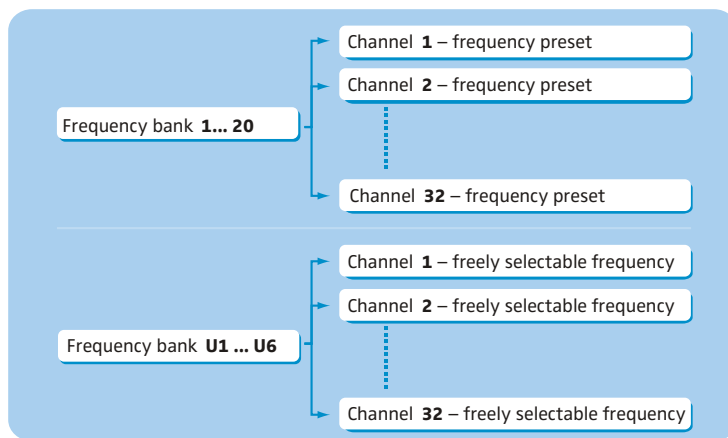 Channel 1 – frequency preset
Channel 2 – frequency preset
Frequency bank 1... 20
Channel 32 – frequency preset
Channel 1 – freely selectable frequency
Channel 2 – freely selectable frequency
Frequency bank U1 ... U6
Channel 32 – freely selectable frequency